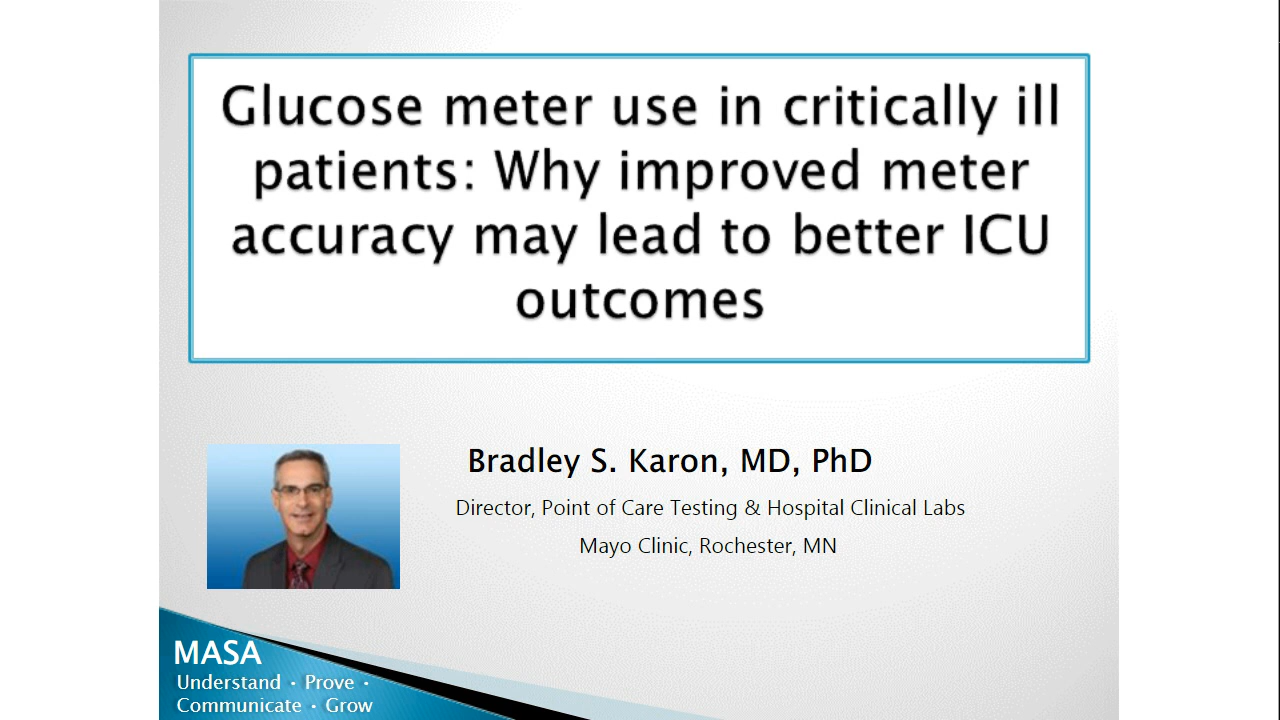 Glucose meter use in critically ill
patients: Why improved meter
accuracy may lead to better ICU
outcomes
Bradley S. Karon, MD, PhD
Director, Point of Care Testing & Hospital Clinical Labs
Mayo Clinic, Rochester, MN
MASA
Understand · Prove ·
Communicate · Grow